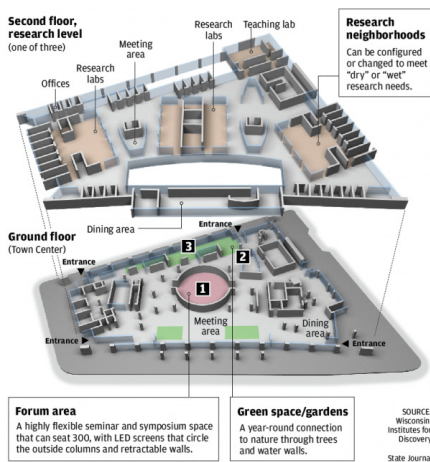 Second floor,
research level
(one of three)
Offices
Research
labs
Meeting
area
Research
labs
Teaching lab
Research
neighborhoods
Can be configured
or changed to meet
"dry" or "wet"
research needs.
Dining area
Ground floor
(Town Center)
Entrance
Entrance
3
2
1
Meeting
area
Dining
area
Entrance
Entrance
Forum area
A highly flexible seminar and symposium space
that can seat 300, with LED screens that circle
the outside columns and retractable walls.
Green space/gardens
A year-round connection
to nature through trees
and water walls.
SOURCE
Wisconsin
Institutes for
Discovery
State Journa